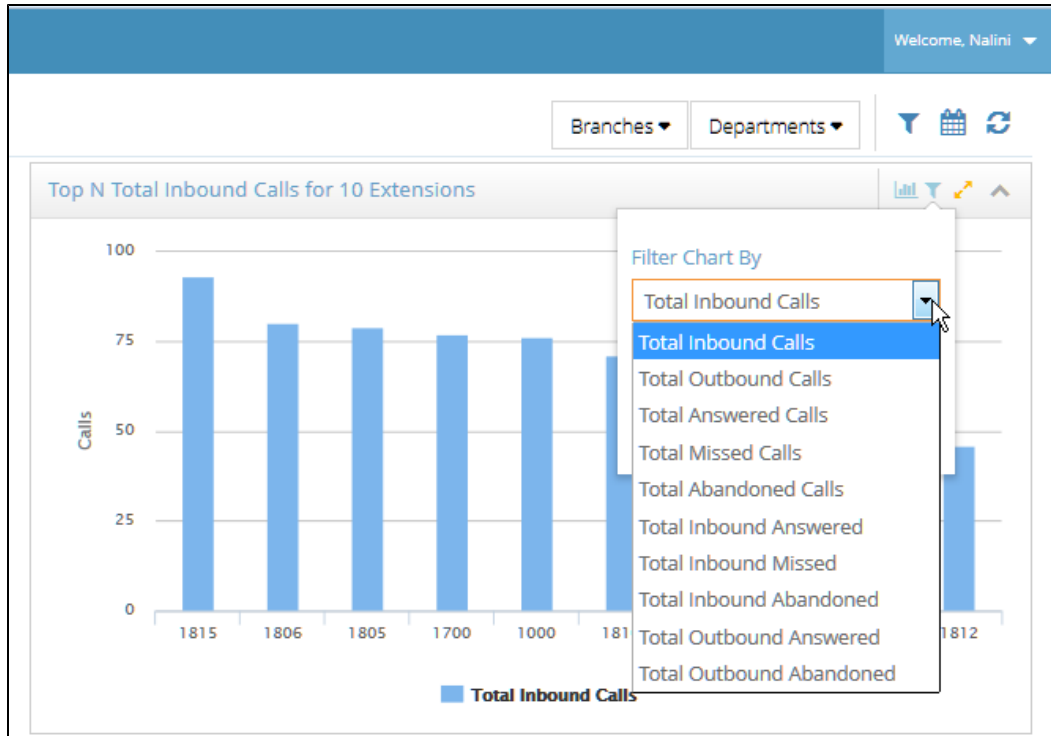 Welcome, Nalini
Branches
Departments
Top N Total Inbound Calls for 10 Extensions
Filter Chart By
Total Inbound Calls
Total Inbound Calls
Total Outbound Calls
Total Answered Calls
Total Missed Calls
Total Abandoned Calls
Total Inbound Answered
Total Inbound Missed
Total Inbound Abandoned
Total Outbound Answered
Total Outbound Abandoned
100
75
50
25
0
Calls
1815 1806 1805 1700 1000 1812
Total Inbound Calls